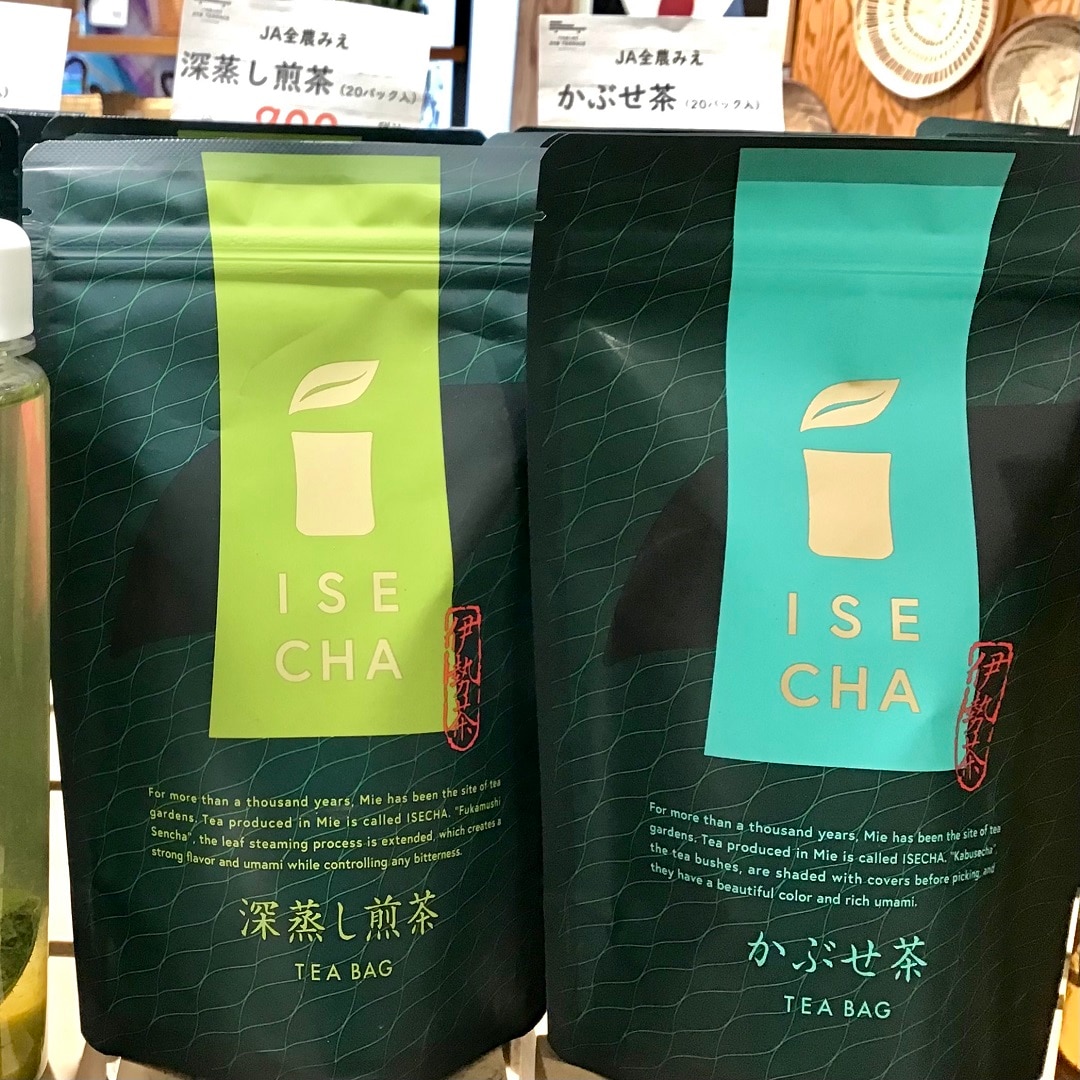 JA全農みえ
深蒸し煎茶（20パック入）
JA全農みえ
かぶせ茶（20パック入）
ISE
CHA
伊勢茶
For more than a thousand years, Mie has been the site of tea
gardens. Tea produced in Mie is called ISECHA. "Fukamushi
Sencha", the leaf steaming process is extended, which creates a
strong flavor and umami while controlling any bitterness.
深蒸し煎茶
TEA BAG
ISE
CHA
伊勢茶
For more than a thousand years, Mie has been the site of tea
gardens. Tea produced in Mie is called ISECHA. "Kabusecha",
the tea bushes, are shaded with covers before picking, and
they have a beautiful color and rich umami.
かぶせ茶
TEA BAG